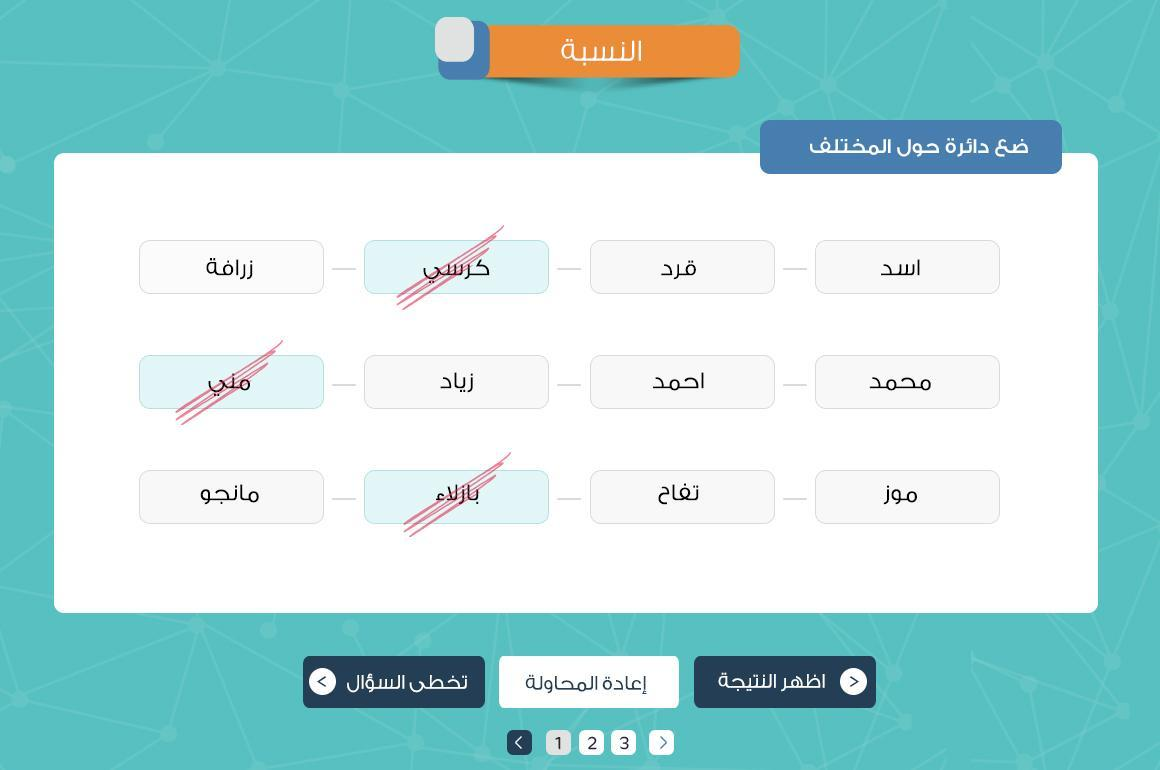 النسبة
ضع دائرة حول المختلف
اسد قرد كرسي زرافة
محمد احمد زياد مني
موز تفاح بازلاء مانجو
اظهر النتيجة إعادة المحاولة تخطى السؤال
1 2 3